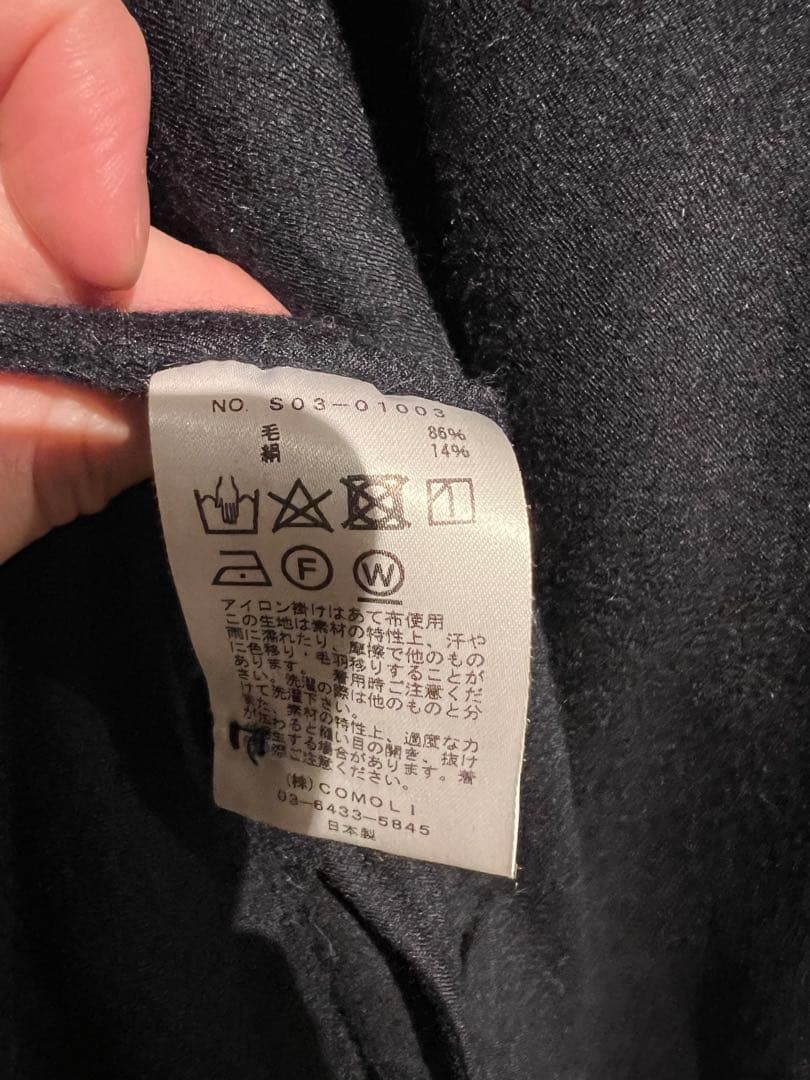 NO. S03-01003
毛 86%
絹 14%
F W
アイロン掛けはあて布使用
この生地は素材の特性上、汗や
雨に濡れたり、摩擦で他のもの
に色移り・毛羽移りすることが
あります。着用時ご注意くだ
さい。洗濯の際は他のものと分
けて洗濯下さい。
また、素材の特性上、過度な力
が加わると縫い目の開き、抜け
生する場合があります。着
ご注意ください。
(株)COMOLI
03-6433-5845
日本製